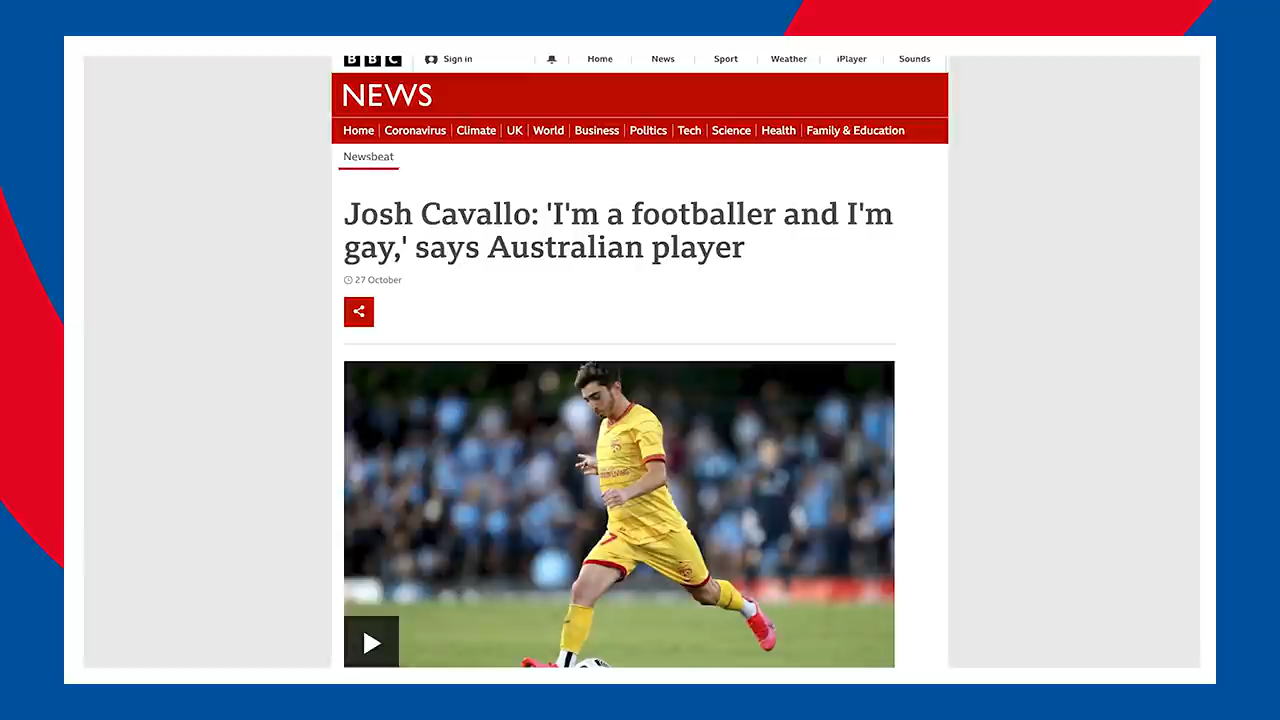 BBC Sign in Home News Sport Weather iPlayer Sounds
NEWS
Home Coronavirus Climate UK World Business Politics Tech Science Health Family & Education
Newsbeat
Josh Cavallo: 'I'm a footballer and I'm
gay,' says Australian player
27 October
7